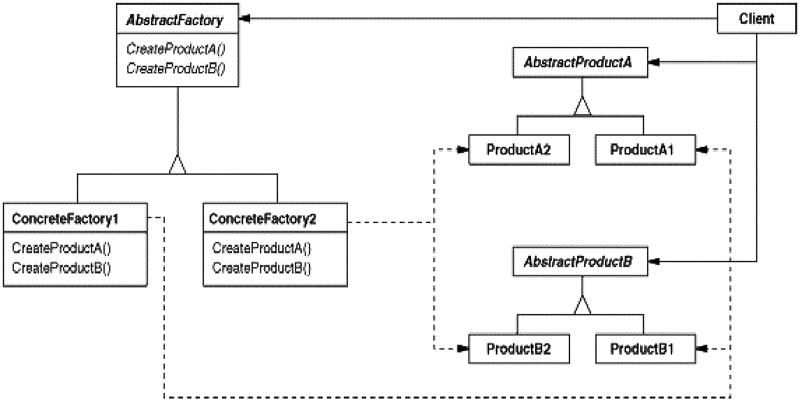 AbstractFactory
CreateProductA()
CreateProductB()
Client
AbstractProductA
ProductA2
ProductA1
ConcreteFactory1
CreateProductA()
CreateProductB()
ConcreteFactory2
CreateProductA()
CreateProductB()
AbstractProductB
ProductB2
ProductB1